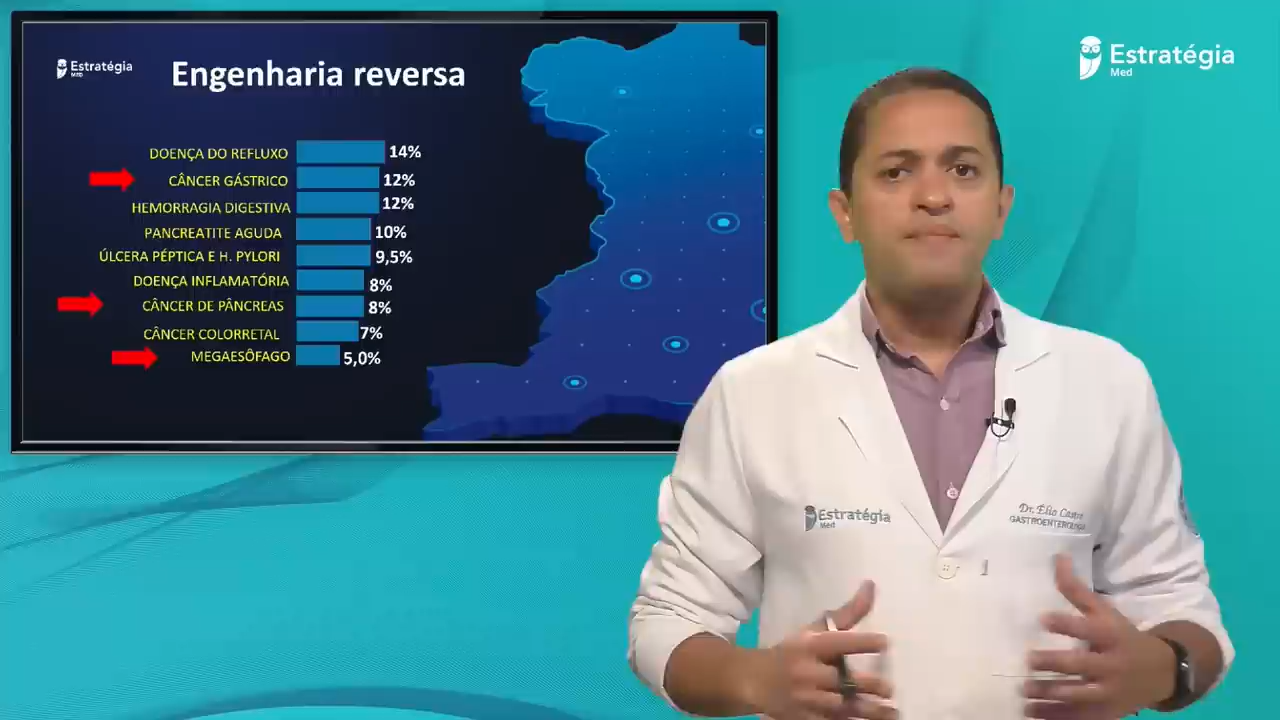 Estratégia
Med
Engenharia reversa
DOENÇA DO REFLUXO 14%
CÂNCER GÁSTRICO 12%
HEMORRAGIA DIGESTIVA 12%
PANCREATITE AGUDA 10%
ÚLCERA PÉPTICA E H. PYLORI 9,5%
DOENÇA INFLAMATÓRIA 8%
CÂNCER DE PÂNCREAS 8%
CÂNCER COLORRETAL 7%
MEGAESÔFAGO 5,0%
Estratégia
Med
Estratégia
Med
Dr. Élio Castro
GASTROENTEROLOGIA